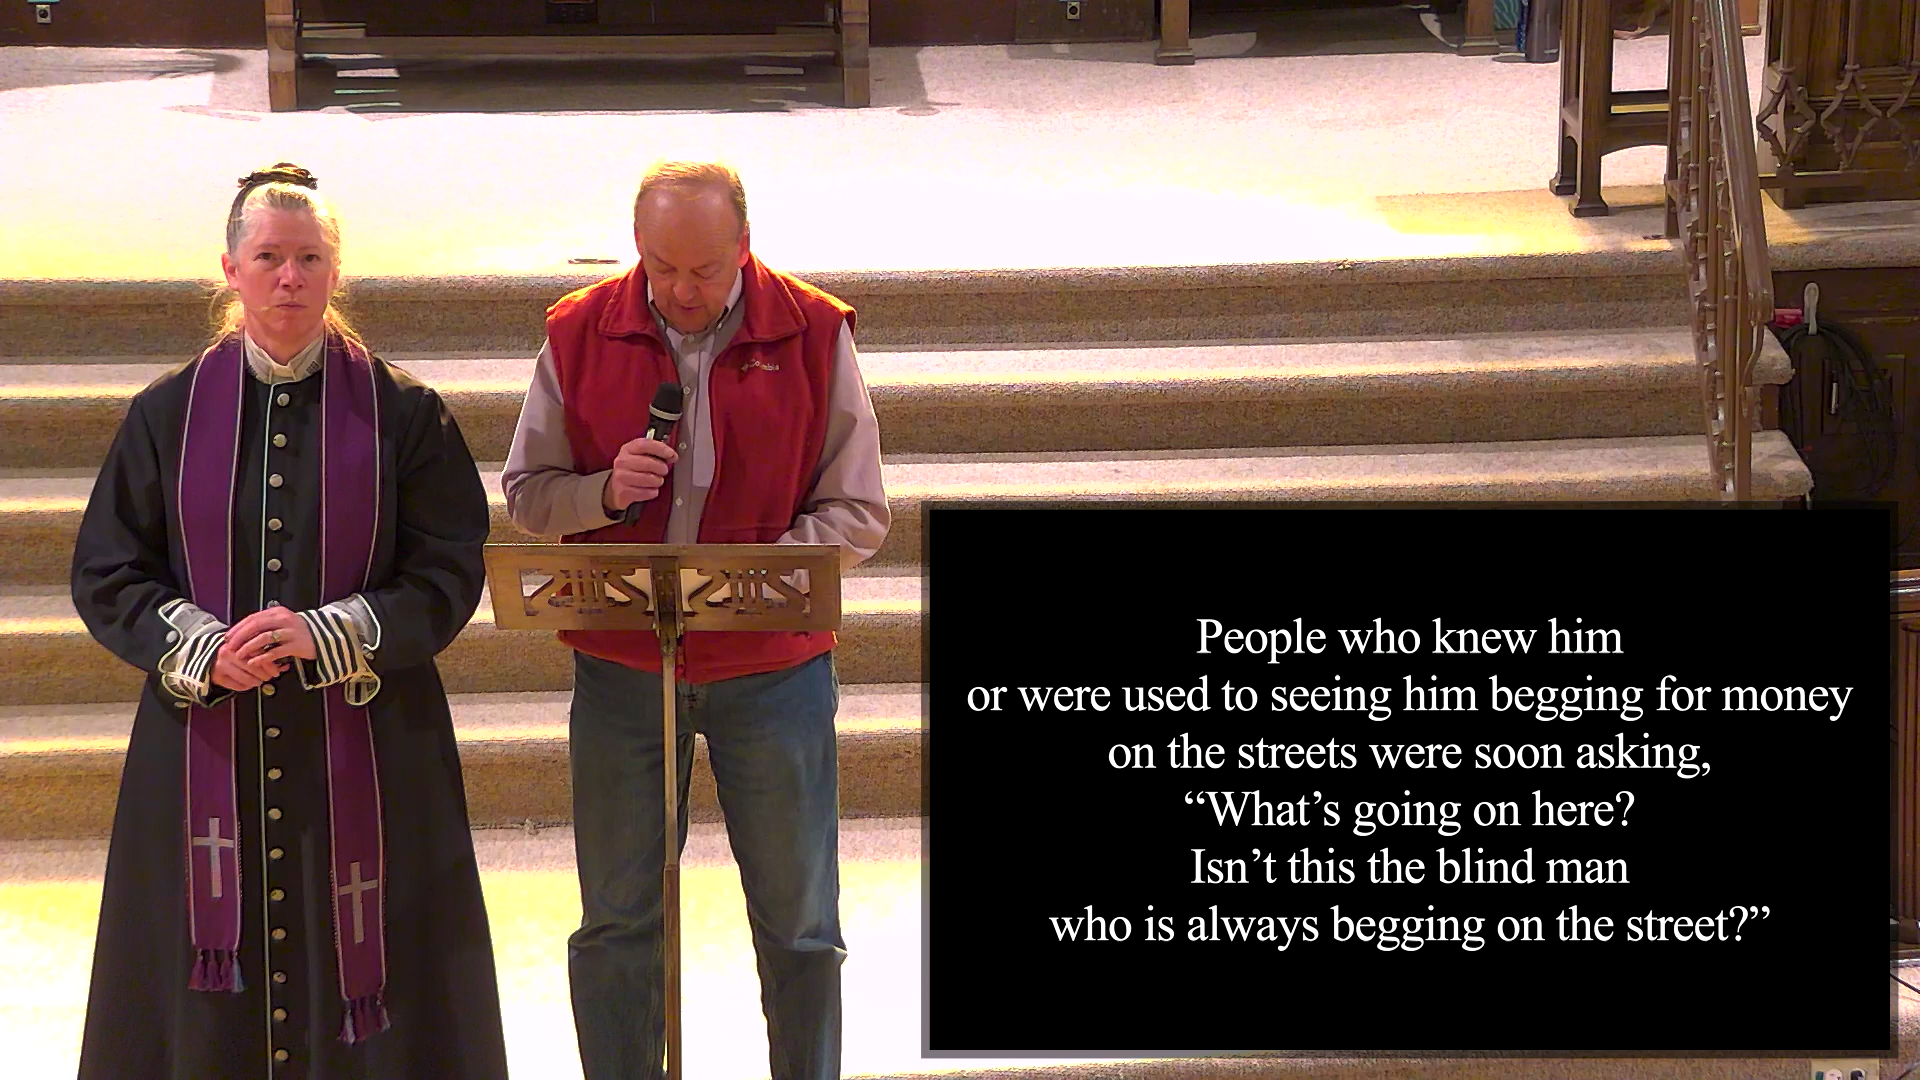 Columbia
People who knew him
or were used to seeing him begging for money
on the streets were soon asking,
“What’s going on here?
Isn’t this the blind man
who is always begging on the street?”